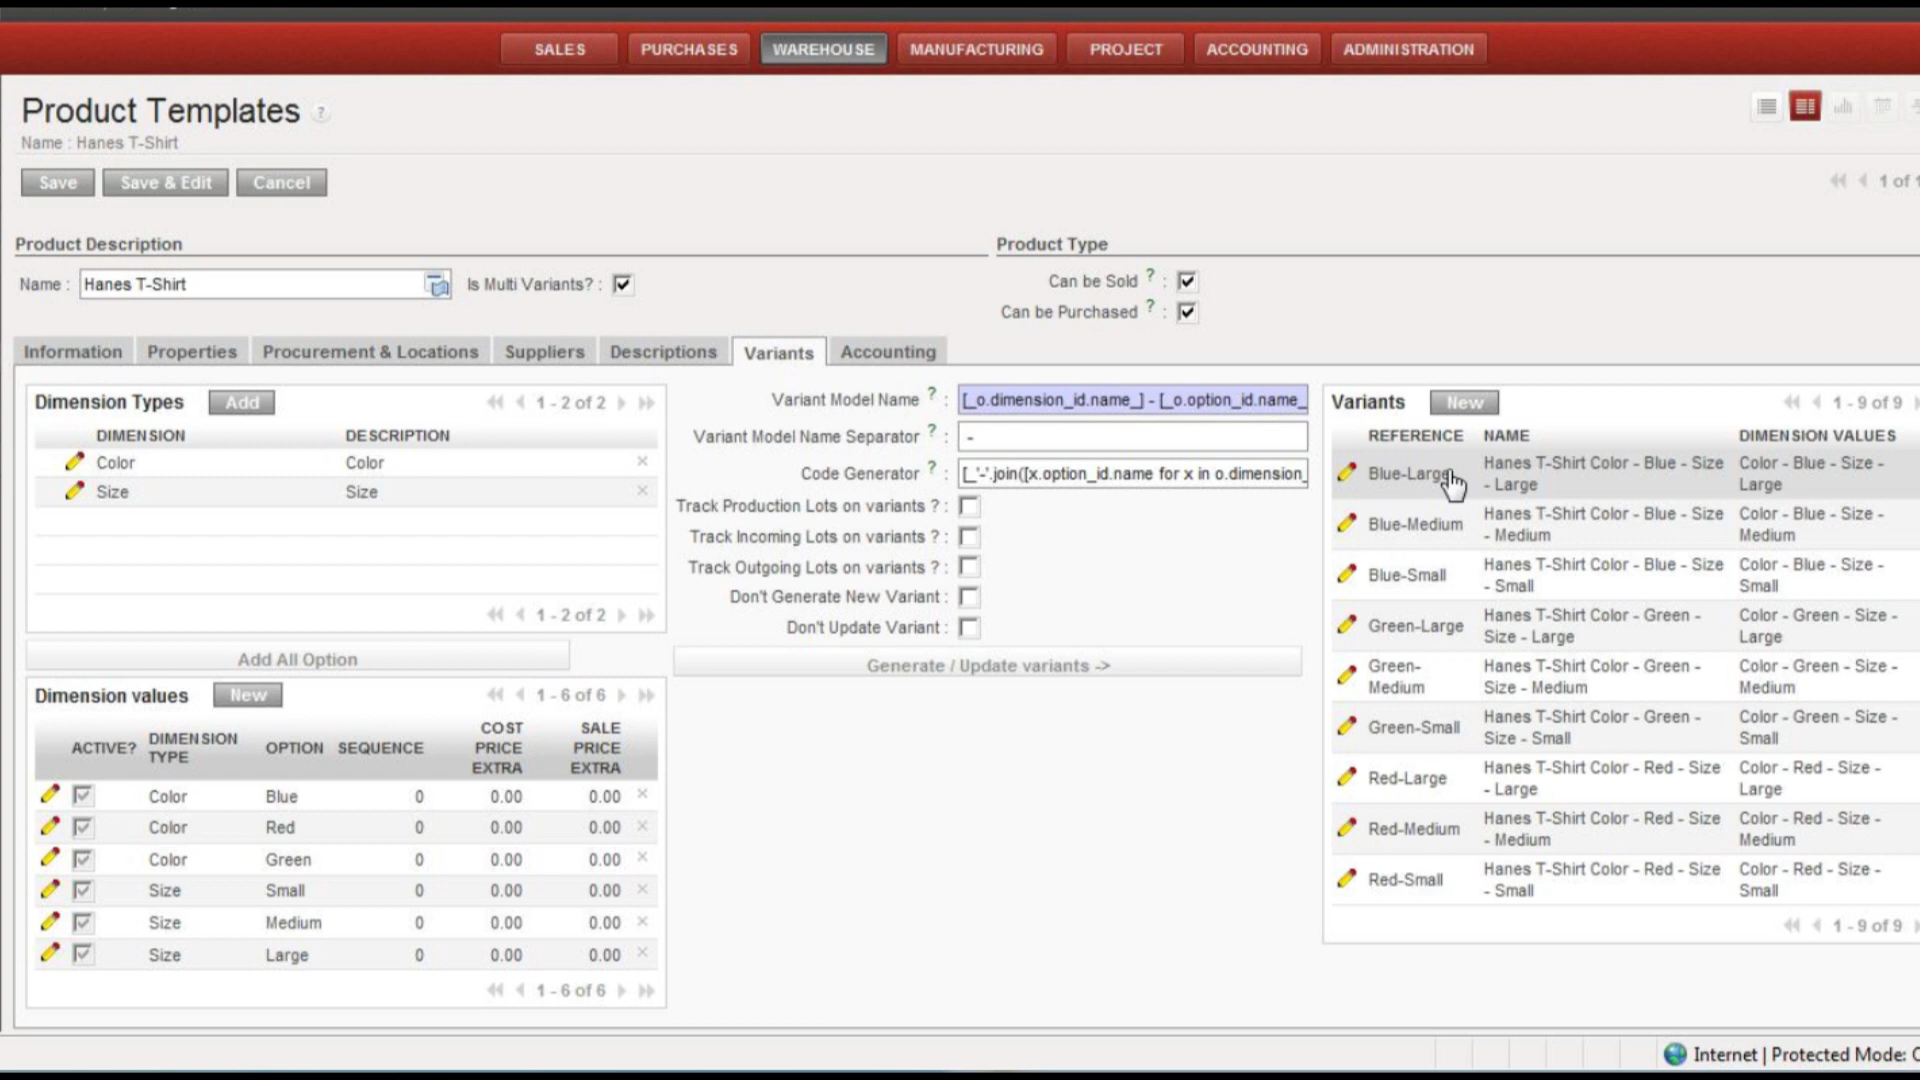 SALES PURCHASES WAREHOUSE MANUFACTURING PROJECT ACCOUNTING ADMINISTRATION
Product Templates ?
Name : Hanes T-Shirt
Save Save & Edit Cancel
1 of 1
Product Description
Product Type
Name : Hanes T-Shirt Is Multi Variants? :
Can be Sold ? :
Can be Purchased ? :
Information Properties Procurement & Locations Suppliers Descriptions Variants Accounting
Dimension Types Add 1 - 2 of 2
DIMENSION DESCRIPTION
Color Color
Size Size
1 - 2 of 2
Add All Option
Dimension values New 1 - 6 of 6
ACTIVE? DIMENSION TYPE OPTION SEQUENCE COST PRICE EXTRA SALE PRICE EXTRA
Color Blue 0 0.00 0.00
Color Red 0 0.00 0.00
Color Green 0 0.00 0.00
Size Small 0 0.00 0.00
Size Medium 0 0.00 0.00
Size Large 0 0.00 0.00
1 - 6 of 6
Variant Model Name ? : [_o.dimension_id.name_] - [_o.option_id.name_
Variant Model Name Separator ? : -
Code Generator ? : [_'-'.join([x.option_id.name for x in o.dimension_
Track Production Lots on variants ? :
Track Incoming Lots on variants ? :
Track Outgoing Lots on variants ? :
Don't Generate New Variant :
Don't Update Variant :
Generate / Update variants ->
Variants New 1 - 9 of 9
REFERENCE NAME DIMENSION VALUES
Blue-Large Hanes T-Shirt Color - Blue - Size Color - Blue - Size -
- Large Large
Blue-Medium Hanes T-Shirt Color - Blue - Size Color - Blue - Size -
- Medium Medium
Blue-Small Hanes T-Shirt Color - Blue - Size Color - Blue - Size -
- Small Small
Green-Large Hanes T-Shirt Color - Green - Color - Green - Size -
Size - Large Large
Green- Hanes T-Shirt Color - Green - Color - Green - Size -
Medium Size - Medium Medium
Green-Small Hanes T-Shirt Color - Green - Color - Green - Size -
Size - Small Small
Red-Large Hanes T-Shirt Color - Red - Size Color - Red - Size -
- Large Large
Red-Medium Hanes T-Shirt Color - Red - Size Color - Red - Size -
- Medium Medium
Red-Small Hanes T-Shirt Color - Red - Size Color - Red - Size -
- Small Small
1 - 9 of 9
Internet | Protected Mode: